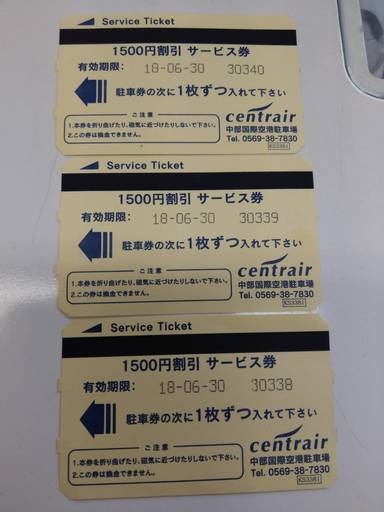 Service Ticket
1500円割引 サービス券
有効期限: 18-06-30 30340
駐車券の次に1枚ずつ入れて下さい
ご注意
1.本券を折り曲げたり、磁気に近づけたりしないで下さい。
2.この券は換金できません。
centrair
中部国際空港駐車場
Tel. 0569-38-7830
KS3381
Service Ticket
1500円割引 サービス券
有効期限: 18-06-30 30339
駐車券の次に1枚ずつ入れて下さい
ご注意
1.本券を折り曲げたり、磁気に近づけたりしないで下さい。
2.この券は換金できません。
centrair
中部国際空港駐車場
Tel. 0569-38-7830
KS3381
Service Ticket
1500円割引 サービス券
有効期限: 18-06-30 30338
駐車券の次に1枚ずつ入れて下さい
ご注意
1.本券を折り曲げたり、磁気に近づけたりしないで下さい。
2.この券は換金できません。
centrair
中部国際空港駐車場
Tel. 0569-38-7830
KS3381